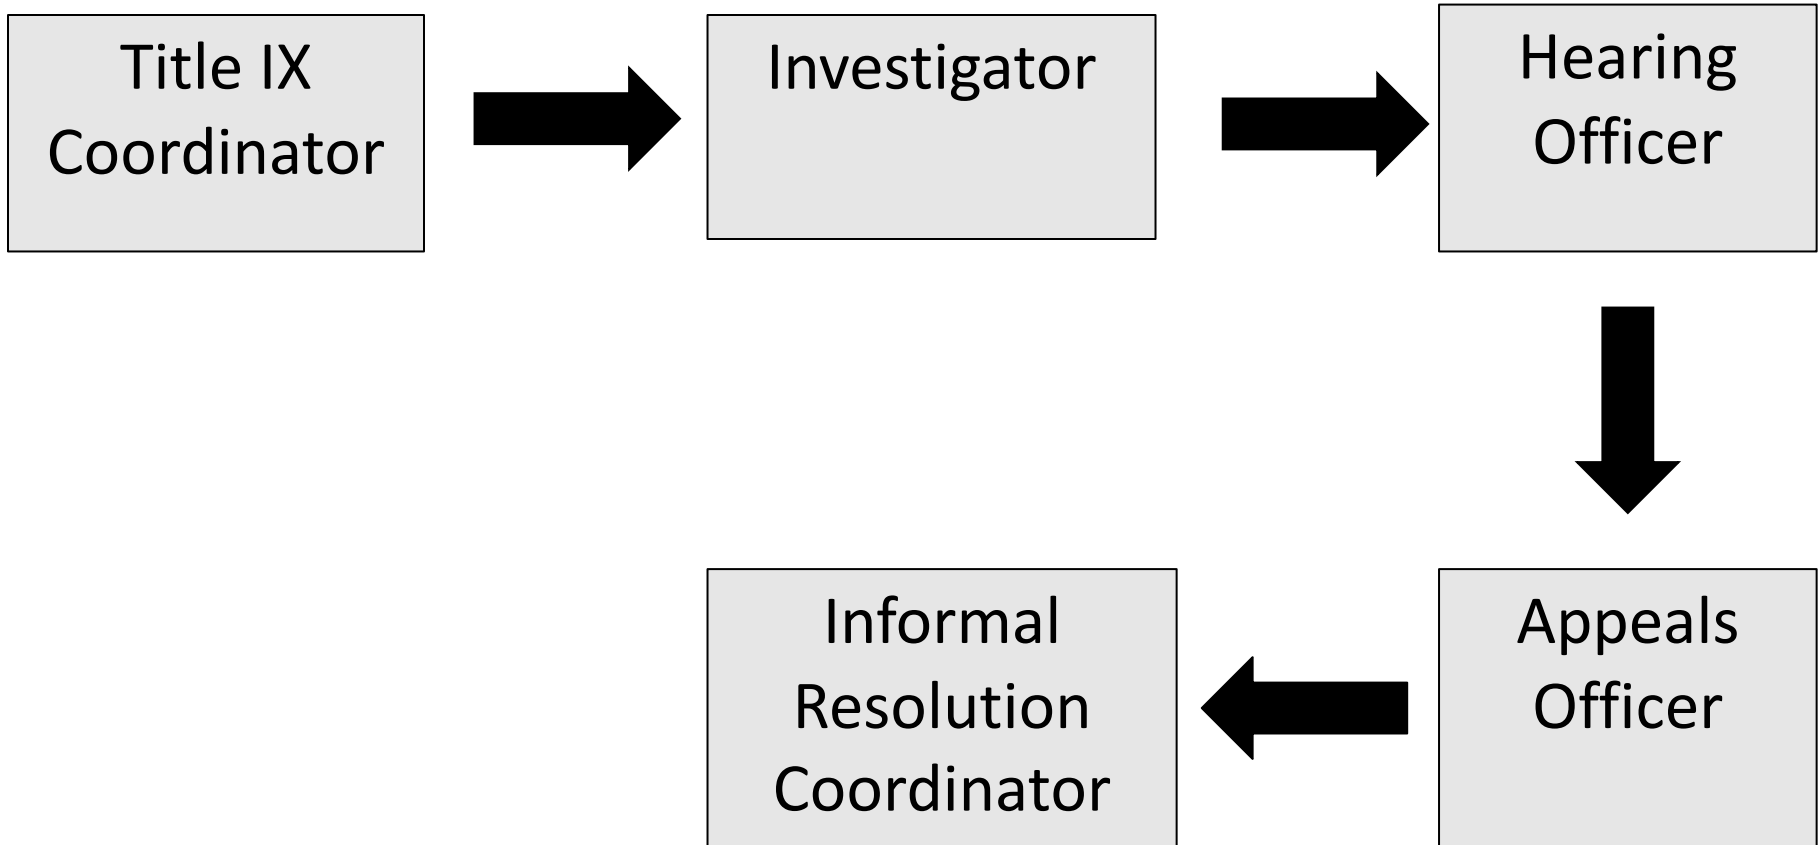 Title IX
Coordinator
Investigator
Hearing
Officer
Informal
Resolution
Coordinator
Appeals
Officer